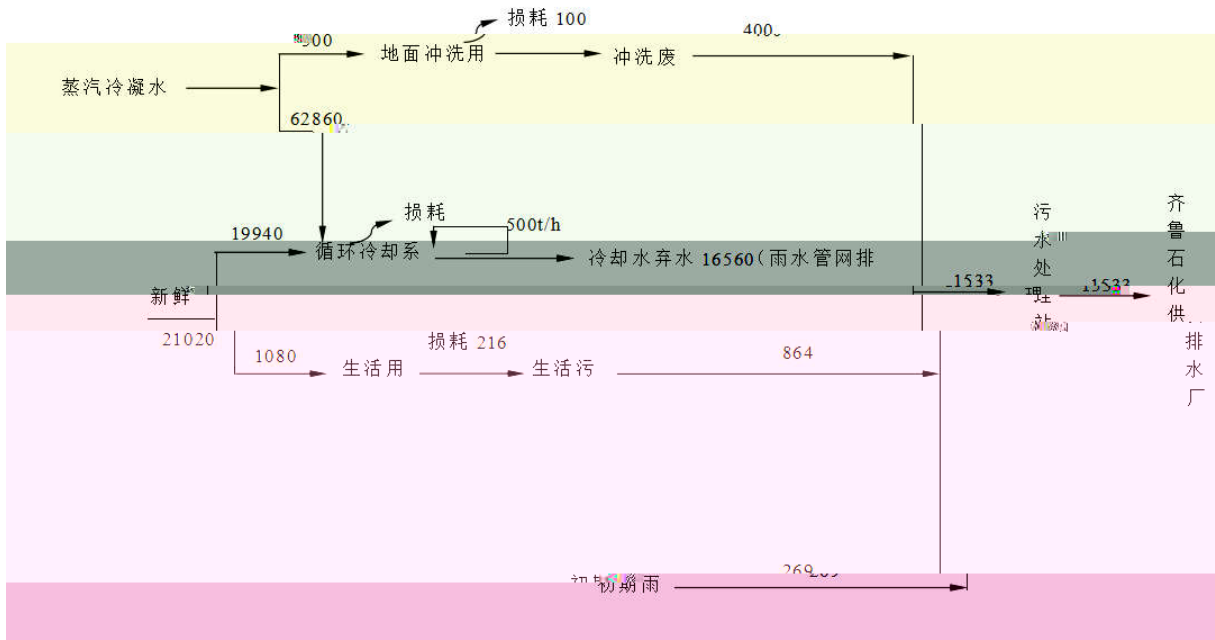 损耗 100
地面冲洗用
冲洗废
400
蒸汽冷凝水
62860
损耗
500t/h
19940
循环冷却系
冷却水弃水 16560(雨水管网排
新鲜
21020
1533
污水处理站
齐鲁石化供
排水厂
损耗 216
1080
生活用
生活污
864
初期雨
269